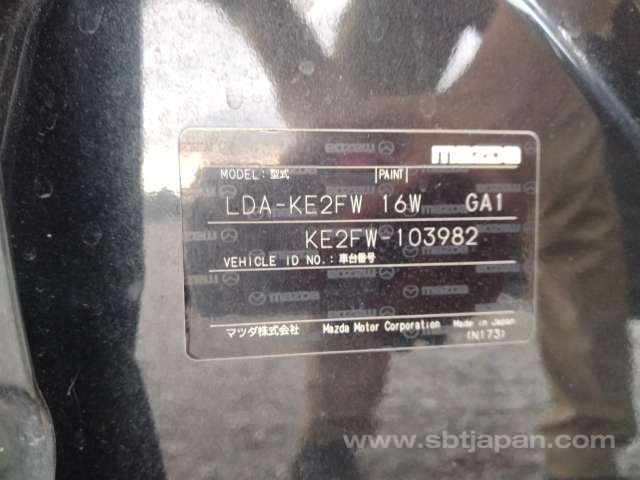 mazda
MODEL: 型式 |PAINT|
LDA-KE2FW 16W GA1
KE2FW-103982
VEHICLE ID NO.: 車台番号
マツダ株式会社 Mazda Motor Corporation Made in Japan
(N173)
www.sbtjapan.com